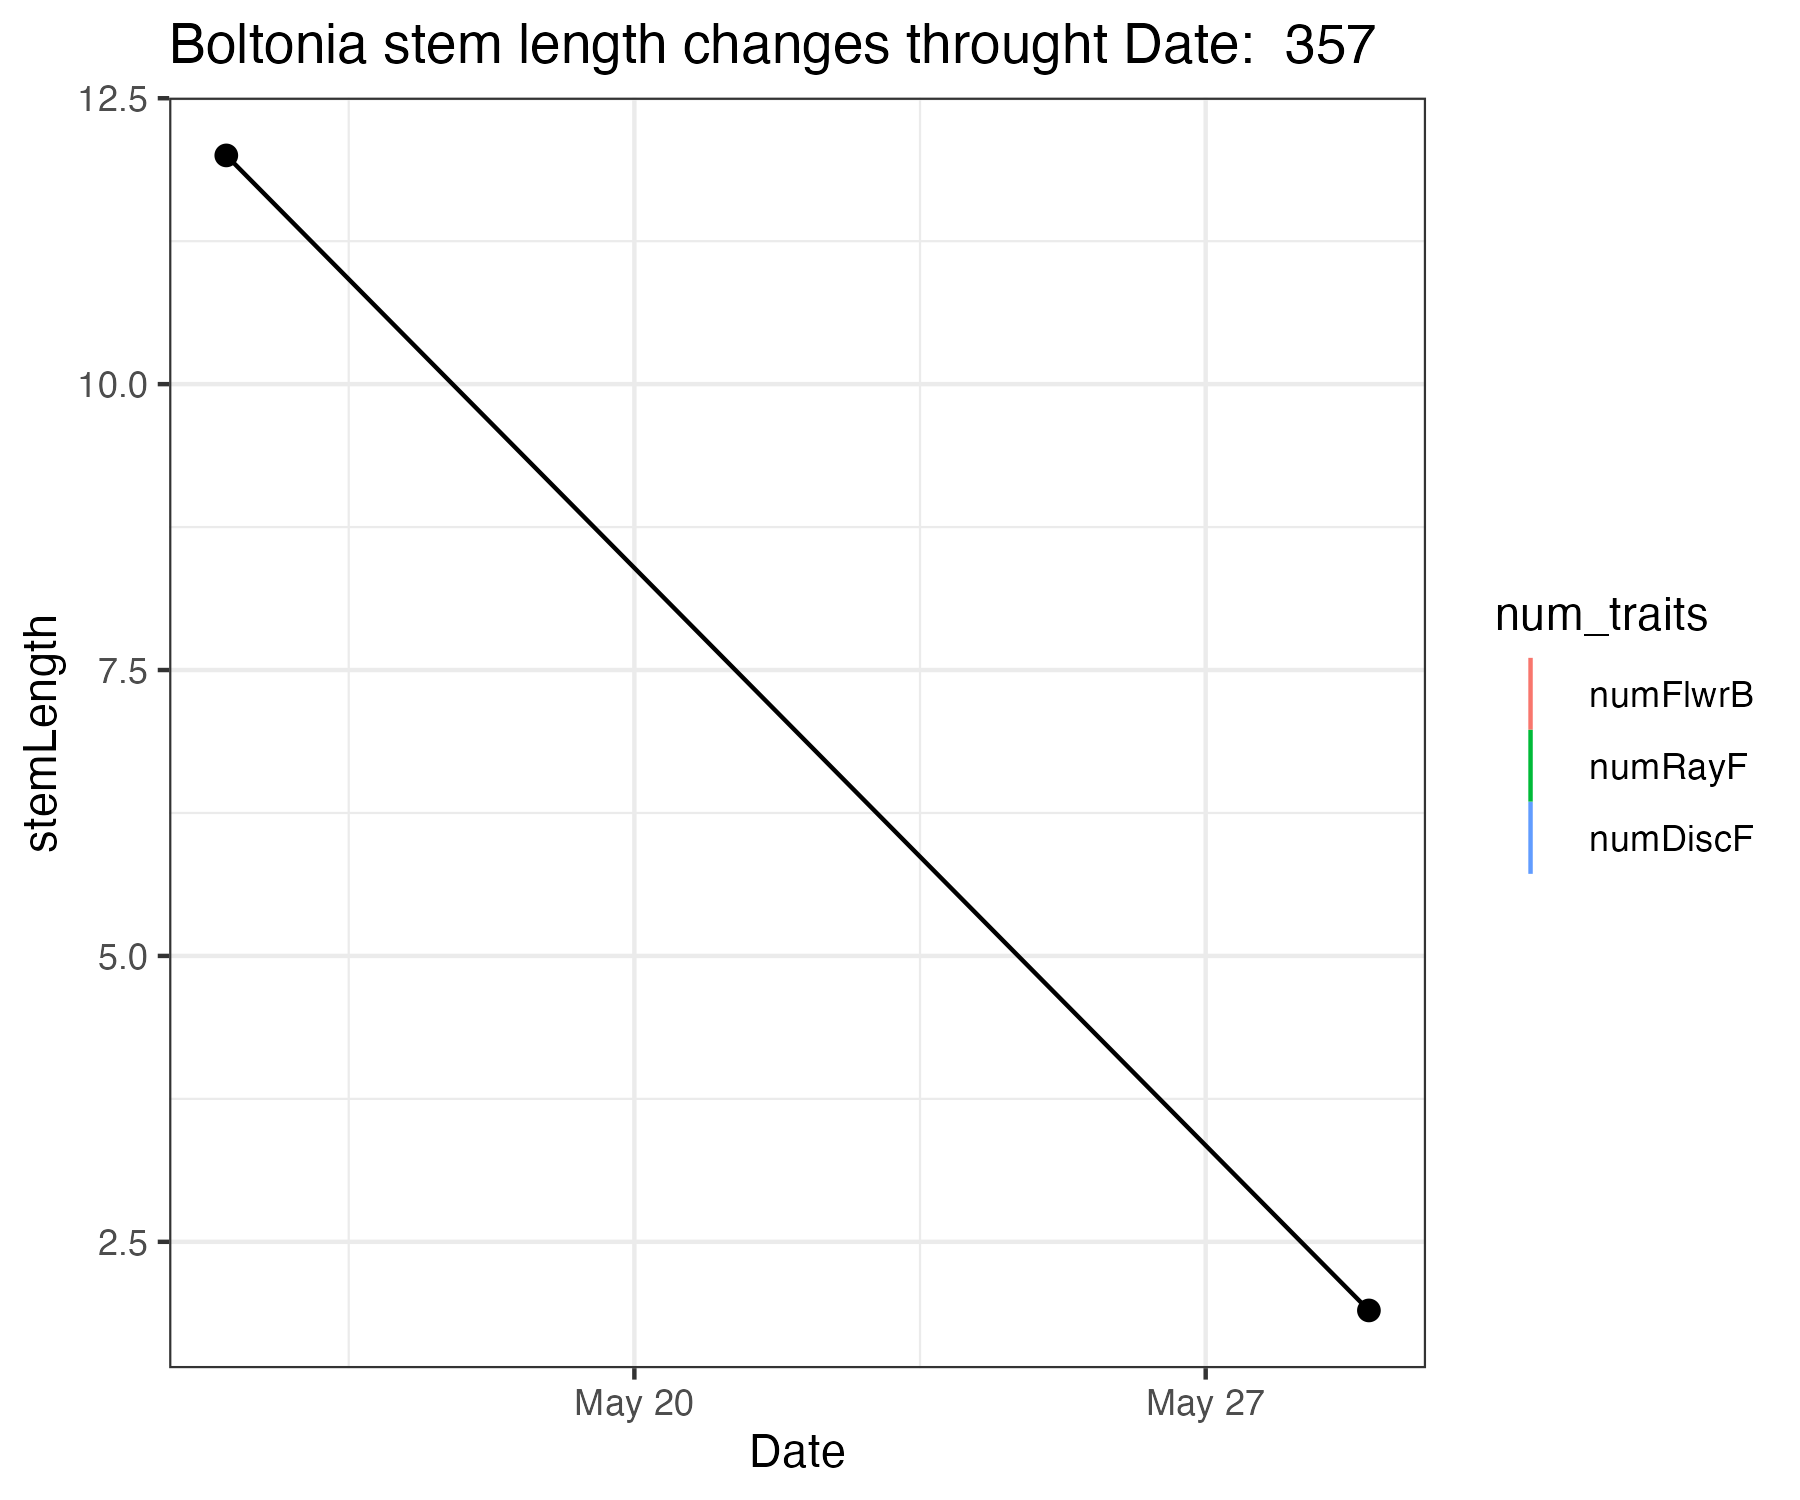 Boltonia stem length changes throught Date:  357
12.5
10.0
7.5
5.0
2.5
stemLength
May 20
May 27
Date
num_traits
numFlwrB
numRayF
numDiscF